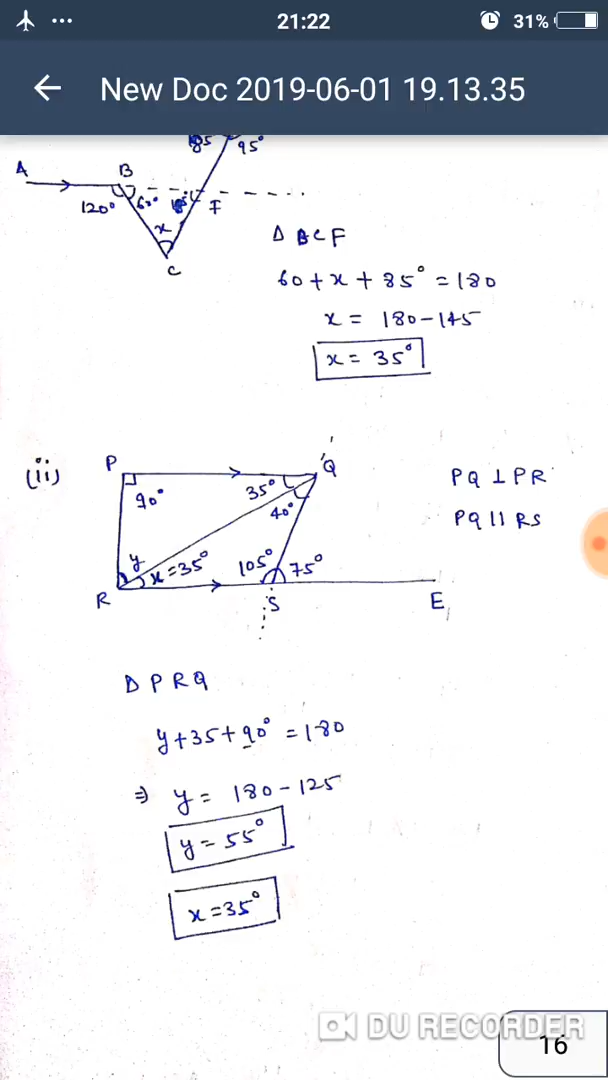 21:22
31%
New Doc 2019-06-01 19.13.35
95°
A B
120° 60° F
x
C
Δ BCF
60 + x + 85° = 180
x = 180 - 145
x = 35°
(ii)
P Q
90° 35°
40°
y x = 35° 105° 75°
R S E
PQ ⊥ PR
PQ || RS
Δ PRQ
y + 35 + 90° = 180
⇒ y = 180 - 125
y = 55°
x = 35°
DU RECORDER
16